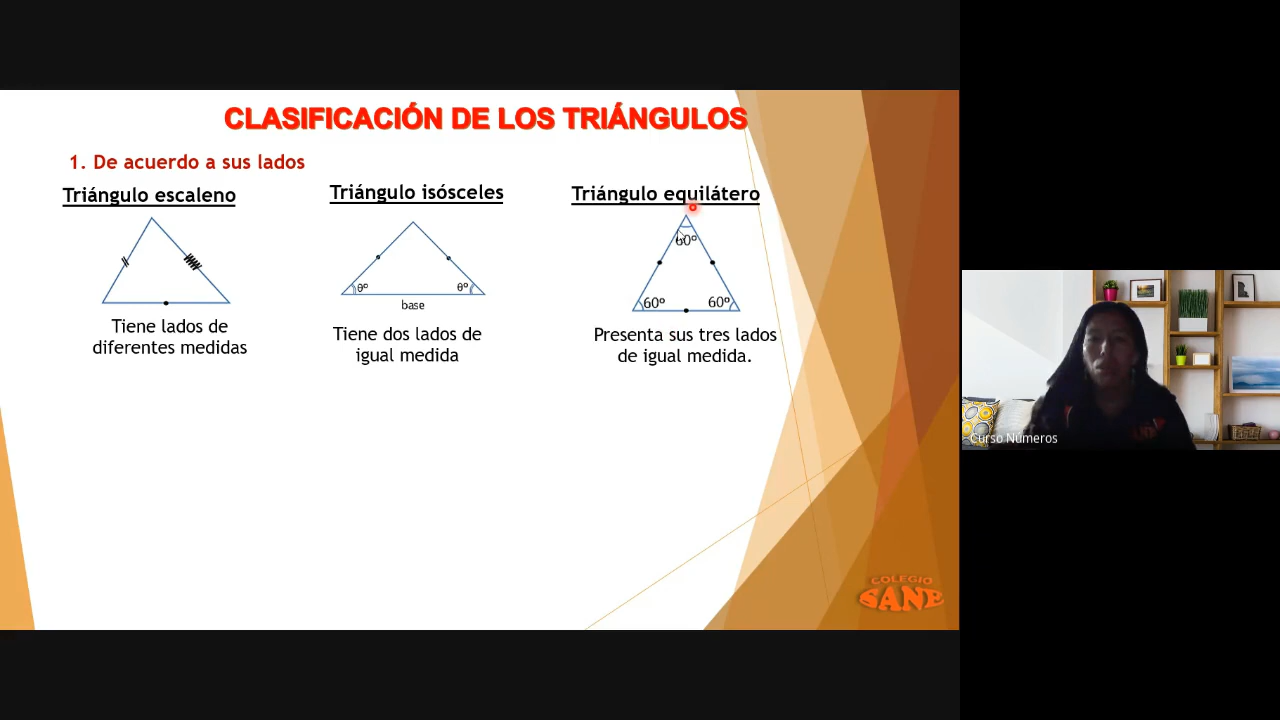 CLASIFICACIÓN DE LOS TRIÁNGULOS
1. De acuerdo a sus lados
Triángulo escaleno
Triángulo isósceles
Triángulo equilátero
60º
θº
θº
60º
60º
base
Tiene lados de
diferentes medidas
Tiene dos lados de
igual medida
Presenta sus tres lados
de igual medida.
Curso Números
COLEGIO